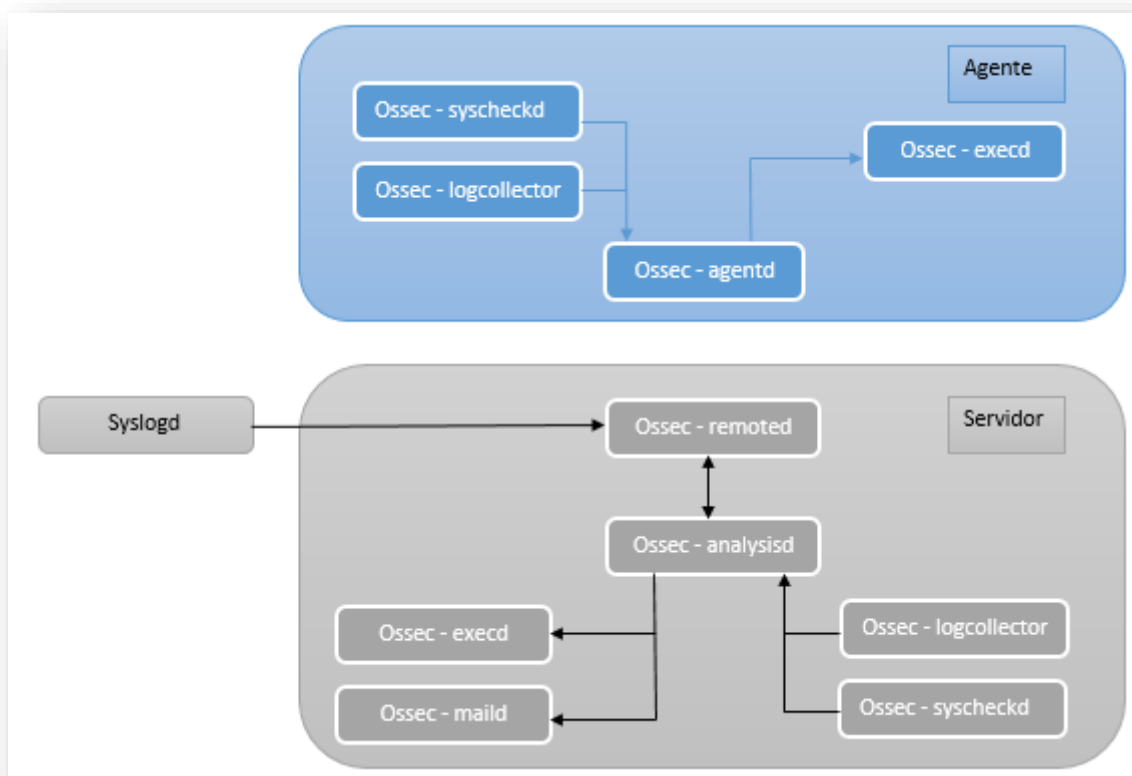 Agente
Ossec - syscheckd
Ossec - execd
Ossec - logcollector
Ossec - agentd
Syslogd
Ossec - remoted
Servidor
Ossec - analysisd
Ossec - execd
Ossec - logcollector
Ossec - maild
Ossec - syscheckd